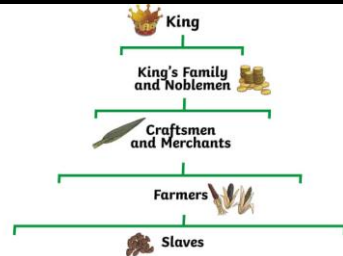 King
King's Family
and Noblemen
Craftsmen
and Merchants
Farmers
Slaves